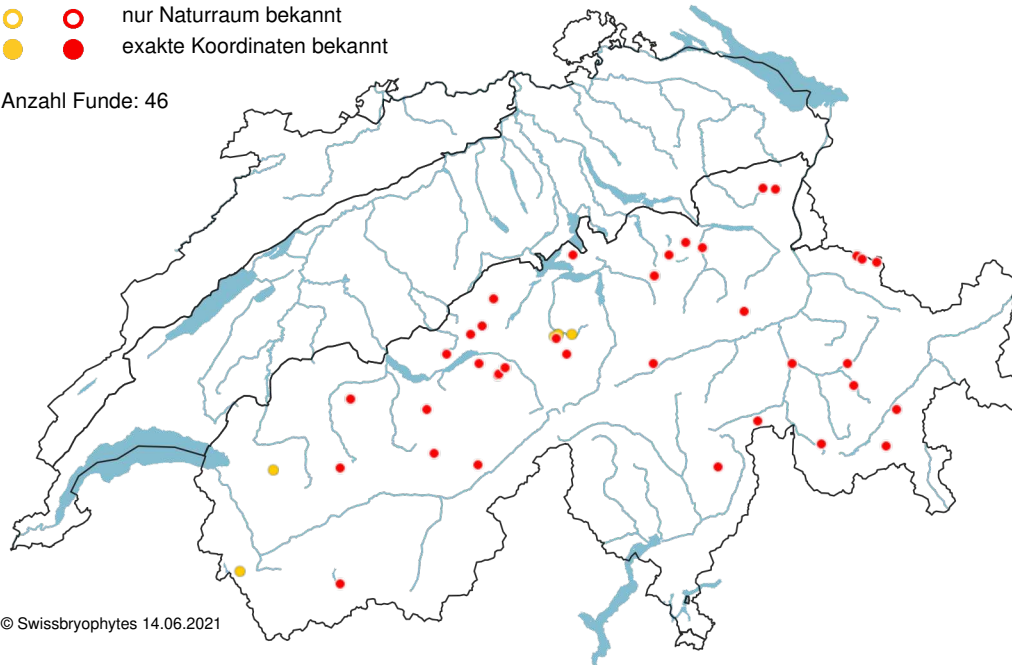 nur Naturraum bekannt
exakte Koordinaten bekannt
Anzahl Funde: 46
© Swissbryophytes 14.06.2021